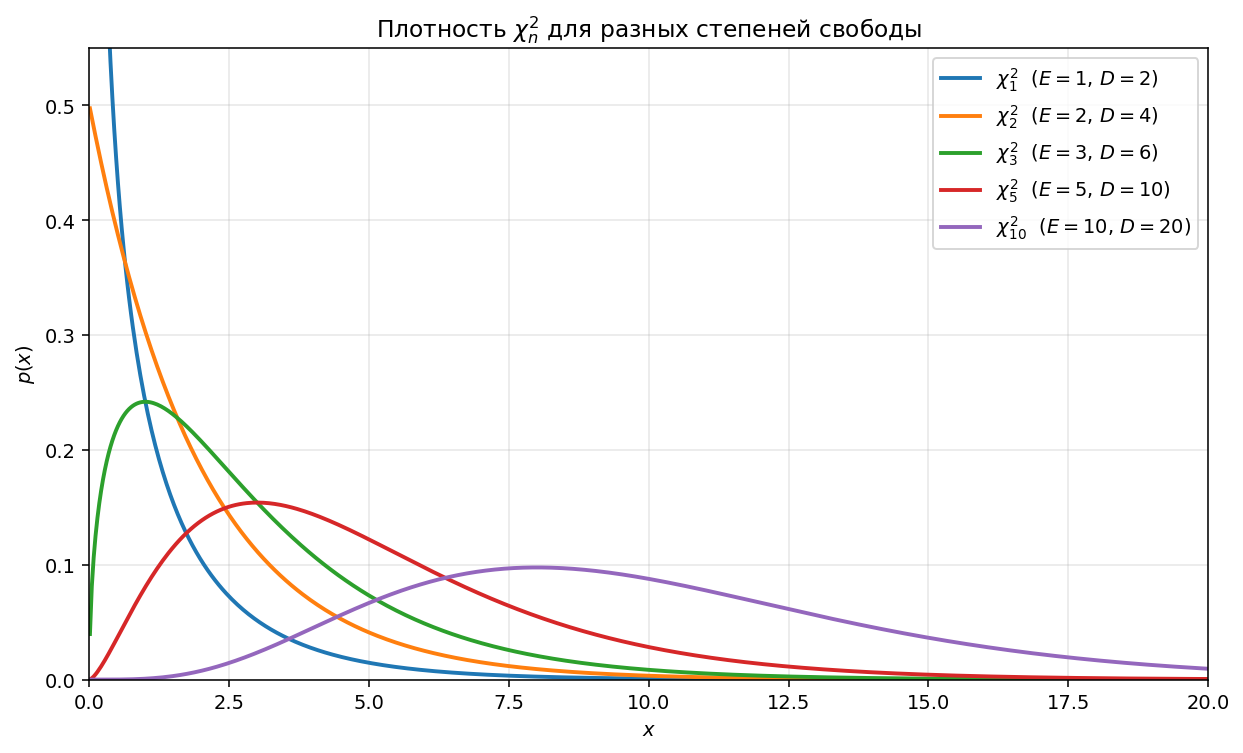 Плотность χ²ₙ для разных степеней свободы
χ²₁ (E = 1, D = 2)
χ²₂ (E = 2, D = 4)
χ²₃ (E = 3, D = 6)
χ²₅ (E = 5, D = 10)
χ²₁₀ (E = 10, D = 20)
p(x)
0.5
0.4
0.3
0.2
0.1
0.0
0.0 2.5 5.0 7.5 10.0 12.5 15.0 17.5 20.0
x